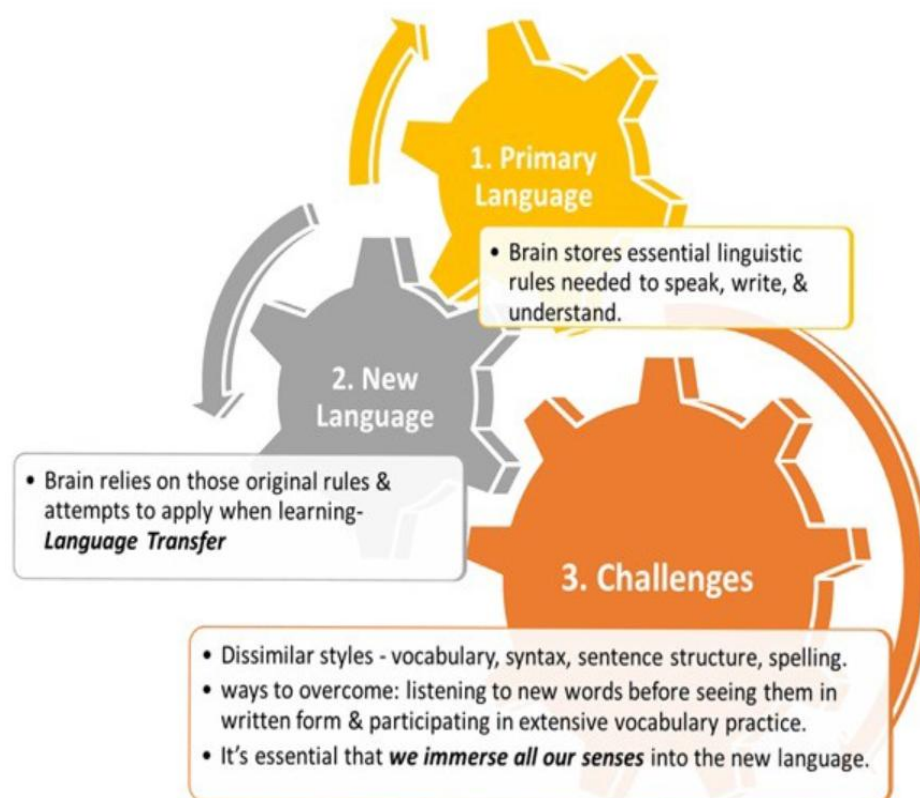 1. Primary
Language
• Brain stores essential linguistic
rules needed to speak, write, &
understand.
2. New
Language
• Brain relies on those original rules &
attempts to apply when learning-
Language Transfer
3. Challenges
• Dissimilar styles - vocabulary, syntax, sentence structure, spelling.
• ways to overcome: listening to new words before seeing them in
written form & participating in extensive vocabulary practice.
• It’s essential that we immerse all our senses into the new language.